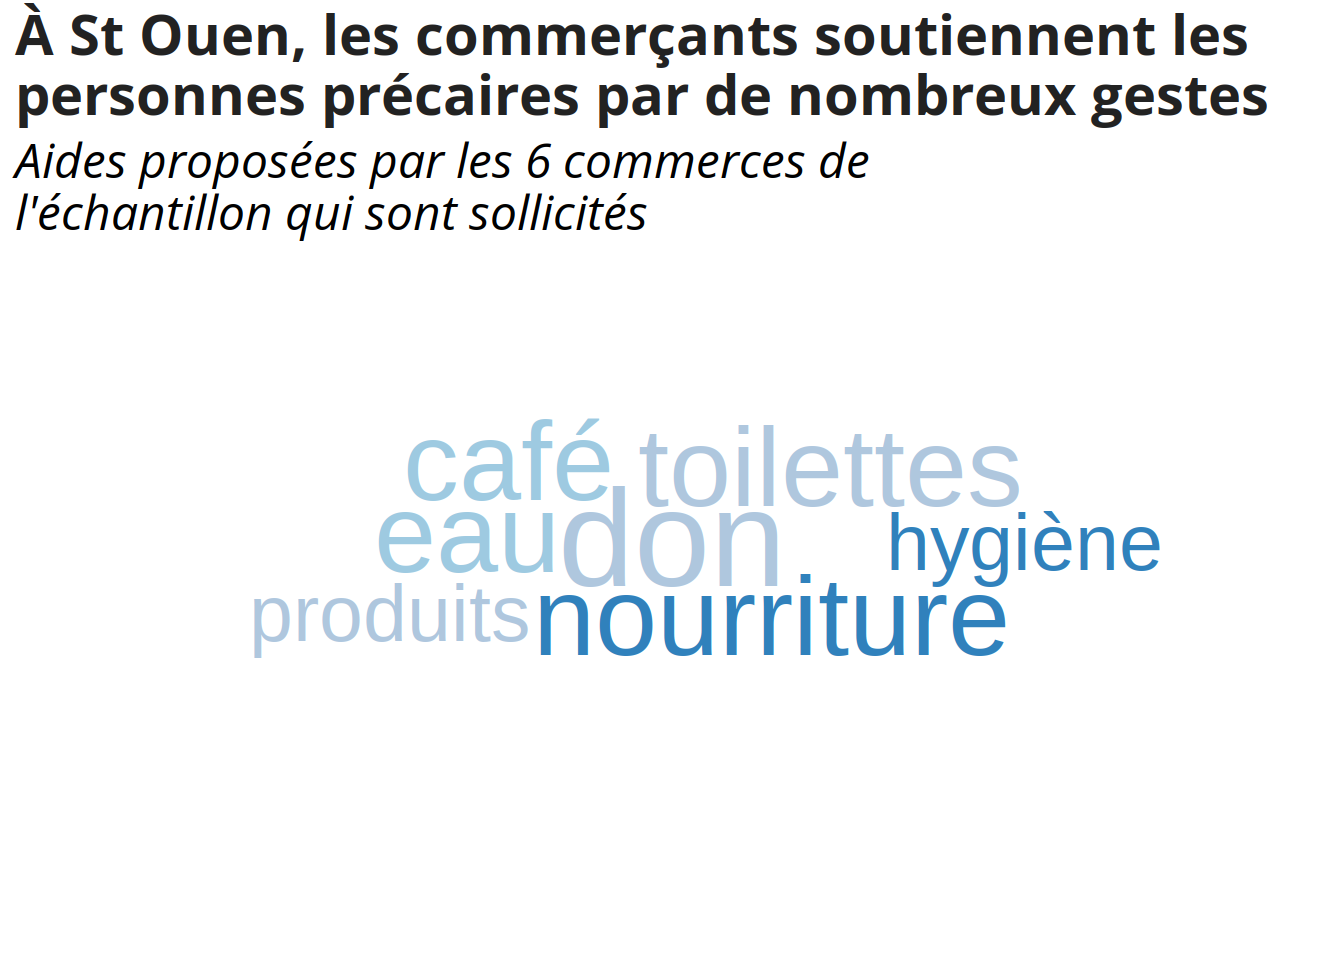 À St Ouen, les commerçants soutiennent les
personnes précaires par de nombreux gestes
Aides proposées par les 6 commerces de
l'échantillon qui sont sollicités
café toilettes
eau don hygiène
produits nourriture